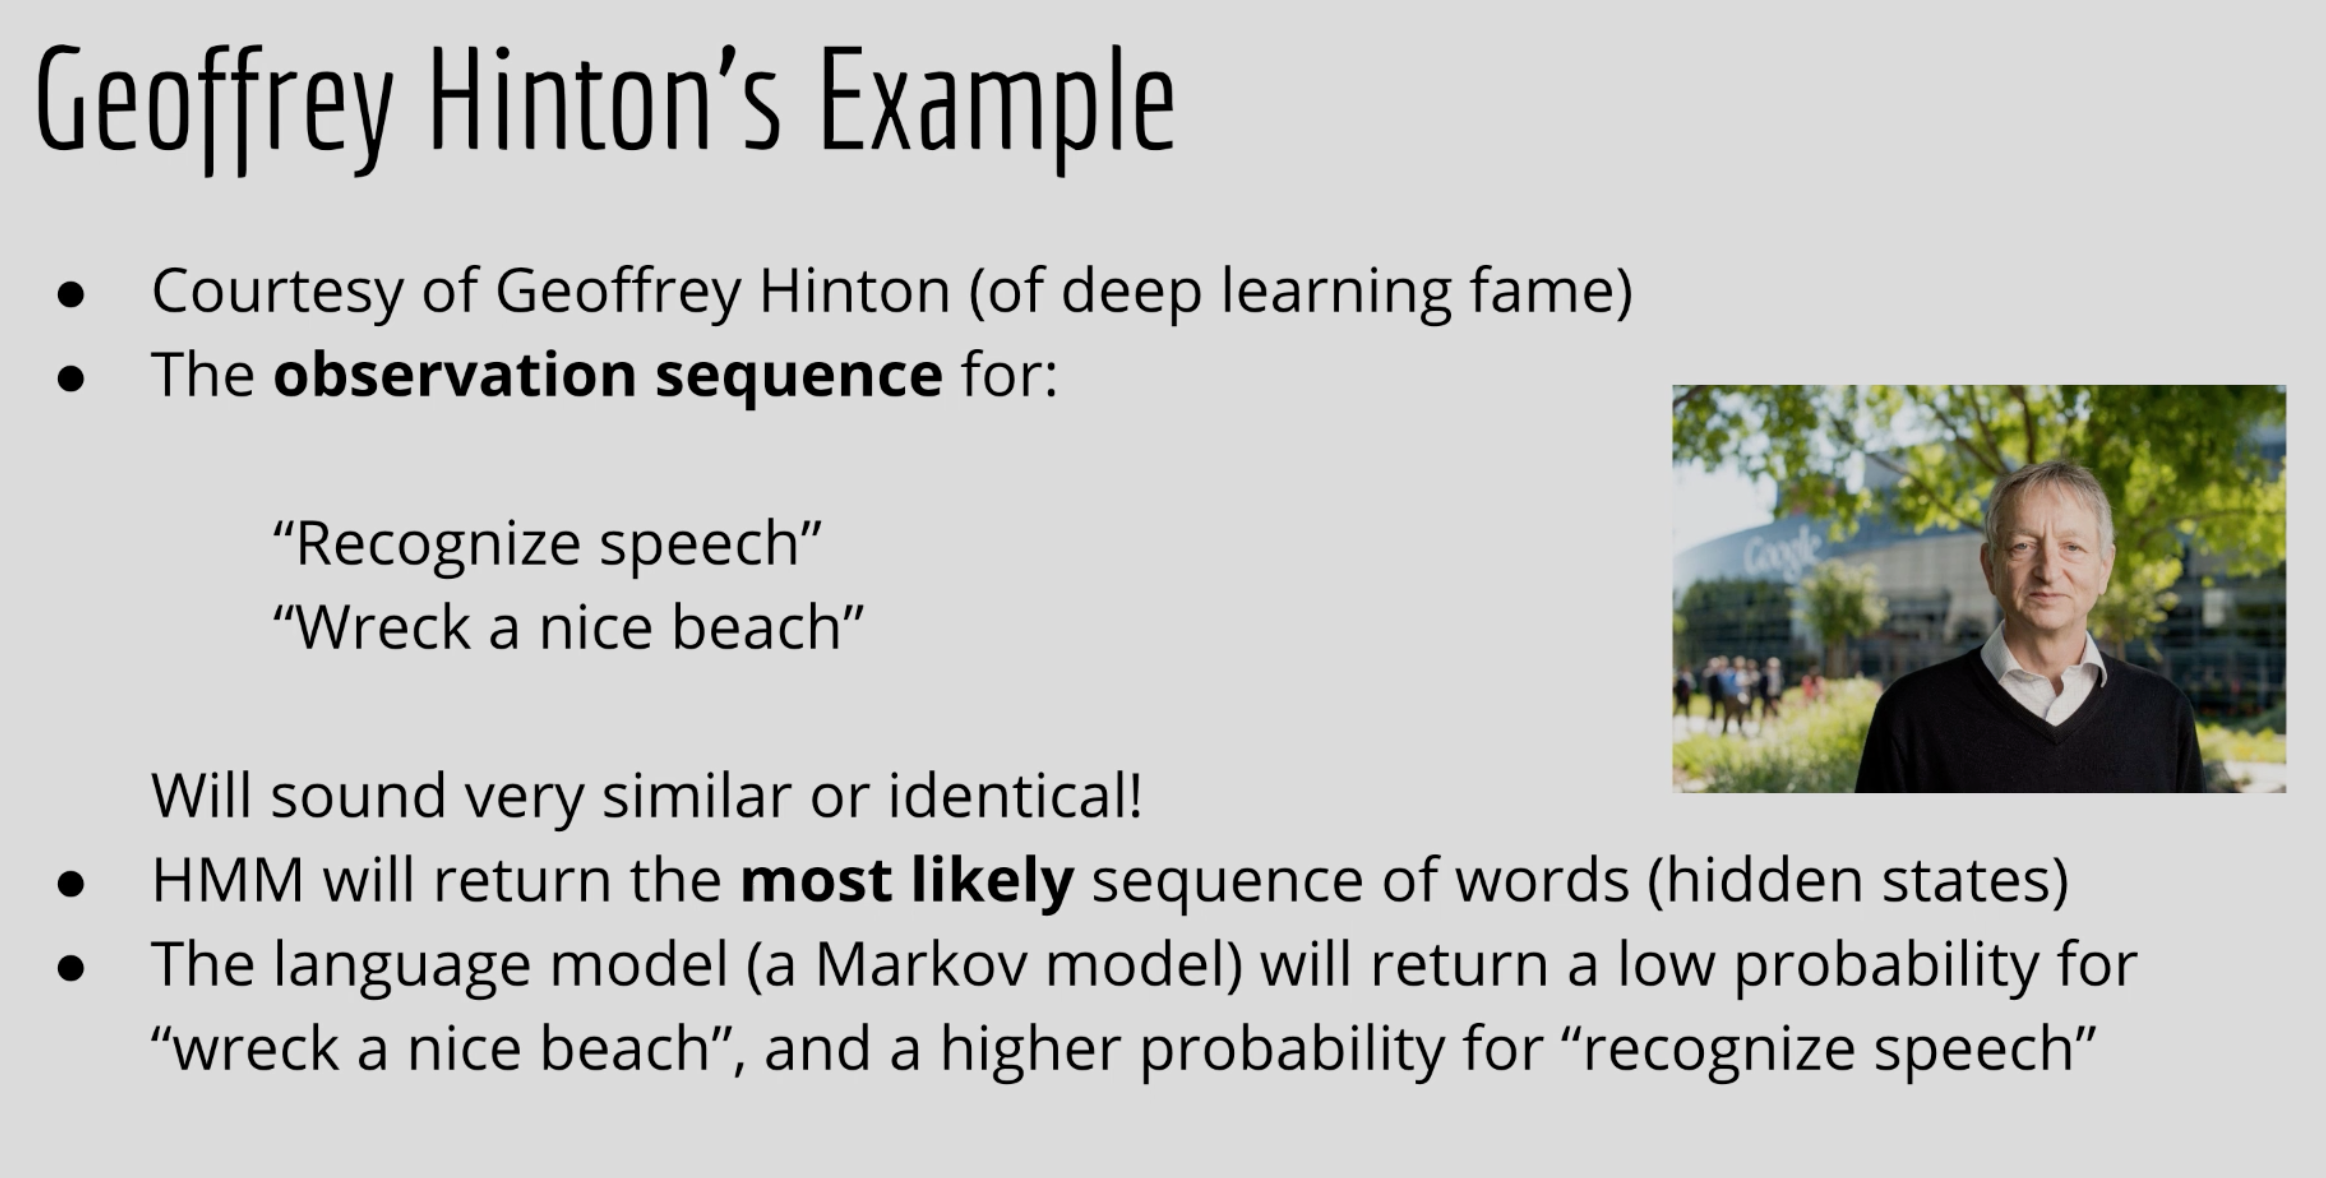 Geoffrey Hinton’s Example
● Courtesy of Geoffrey Hinton (of deep learning fame)
● The observation sequence for:
“Recognize speech”
“Wreck a nice beach”
Google
Will sound very similar or identical!
● HMM will return the most likely sequence of words (hidden states)
● The language model (a Markov model) will return a low probability for
“wreck a nice beach”, and a higher probability for “recognize speech”